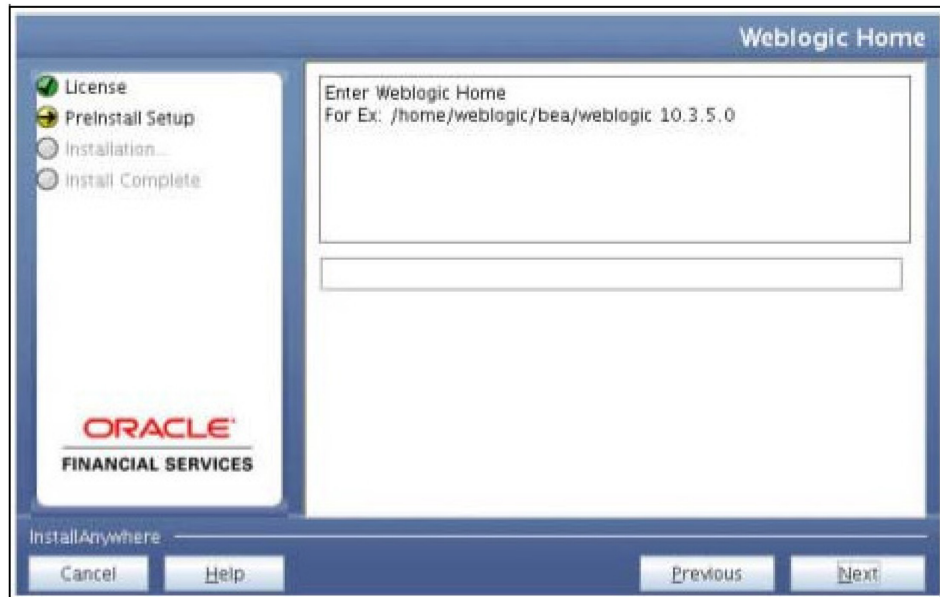 Weblogic Home
License
PreInstall Setup
Installation...
Install Complete
Enter Weblogic Home
For Ex: /home/weblogic/bea/weblogic 10.3.5.0
ORACLE
FINANCIAL SERVICES
InstallAnywhere
Cancel
Help
Previous
Next